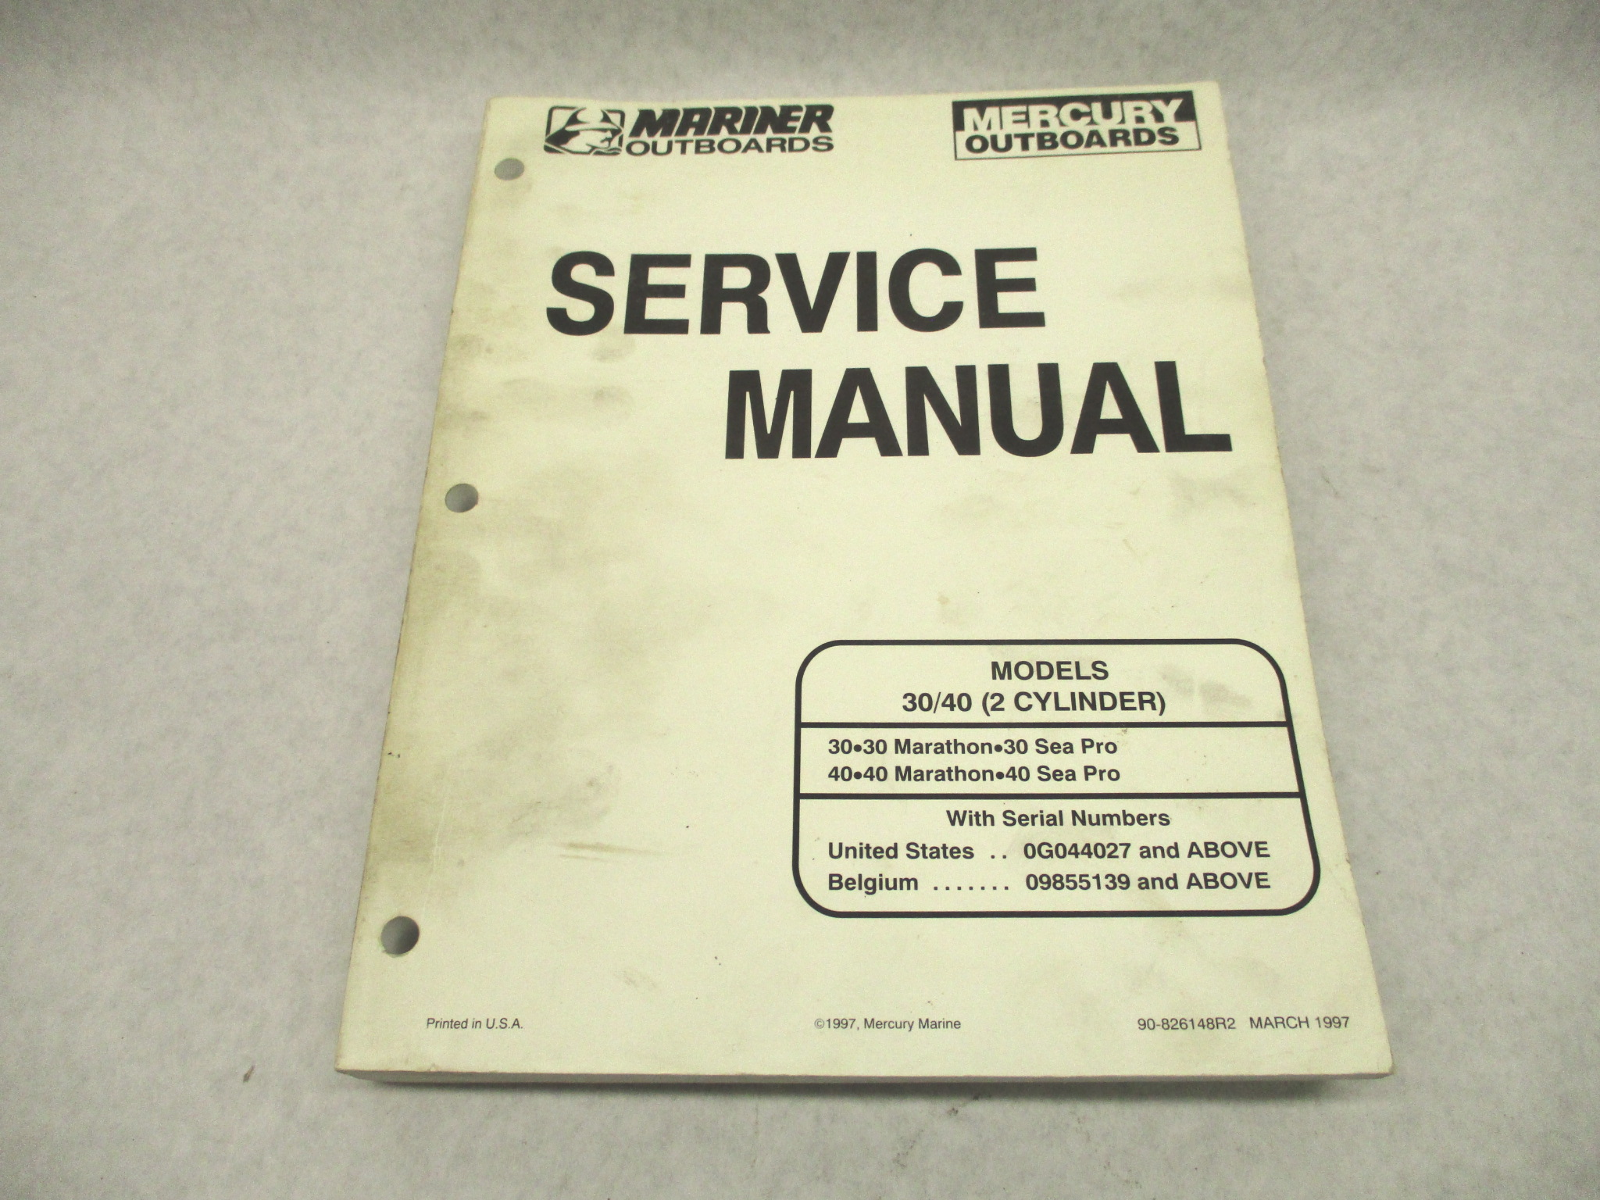 MARINER
OUTBOARDS
MERCURY
OUTBOARDS
SERVICE
MANUAL
MODELS
30/40 (2 CYLINDER)
30•30 Marathon•30 Sea Pro
40•40 Marathon•40 Sea Pro
With Serial Numbers
United States .. 0G044027 and ABOVE
Belgium ....... 09855139 and ABOVE
Printed in U.S.A.
©1997, Mercury Marine
90-826148R2 MARCH 1997